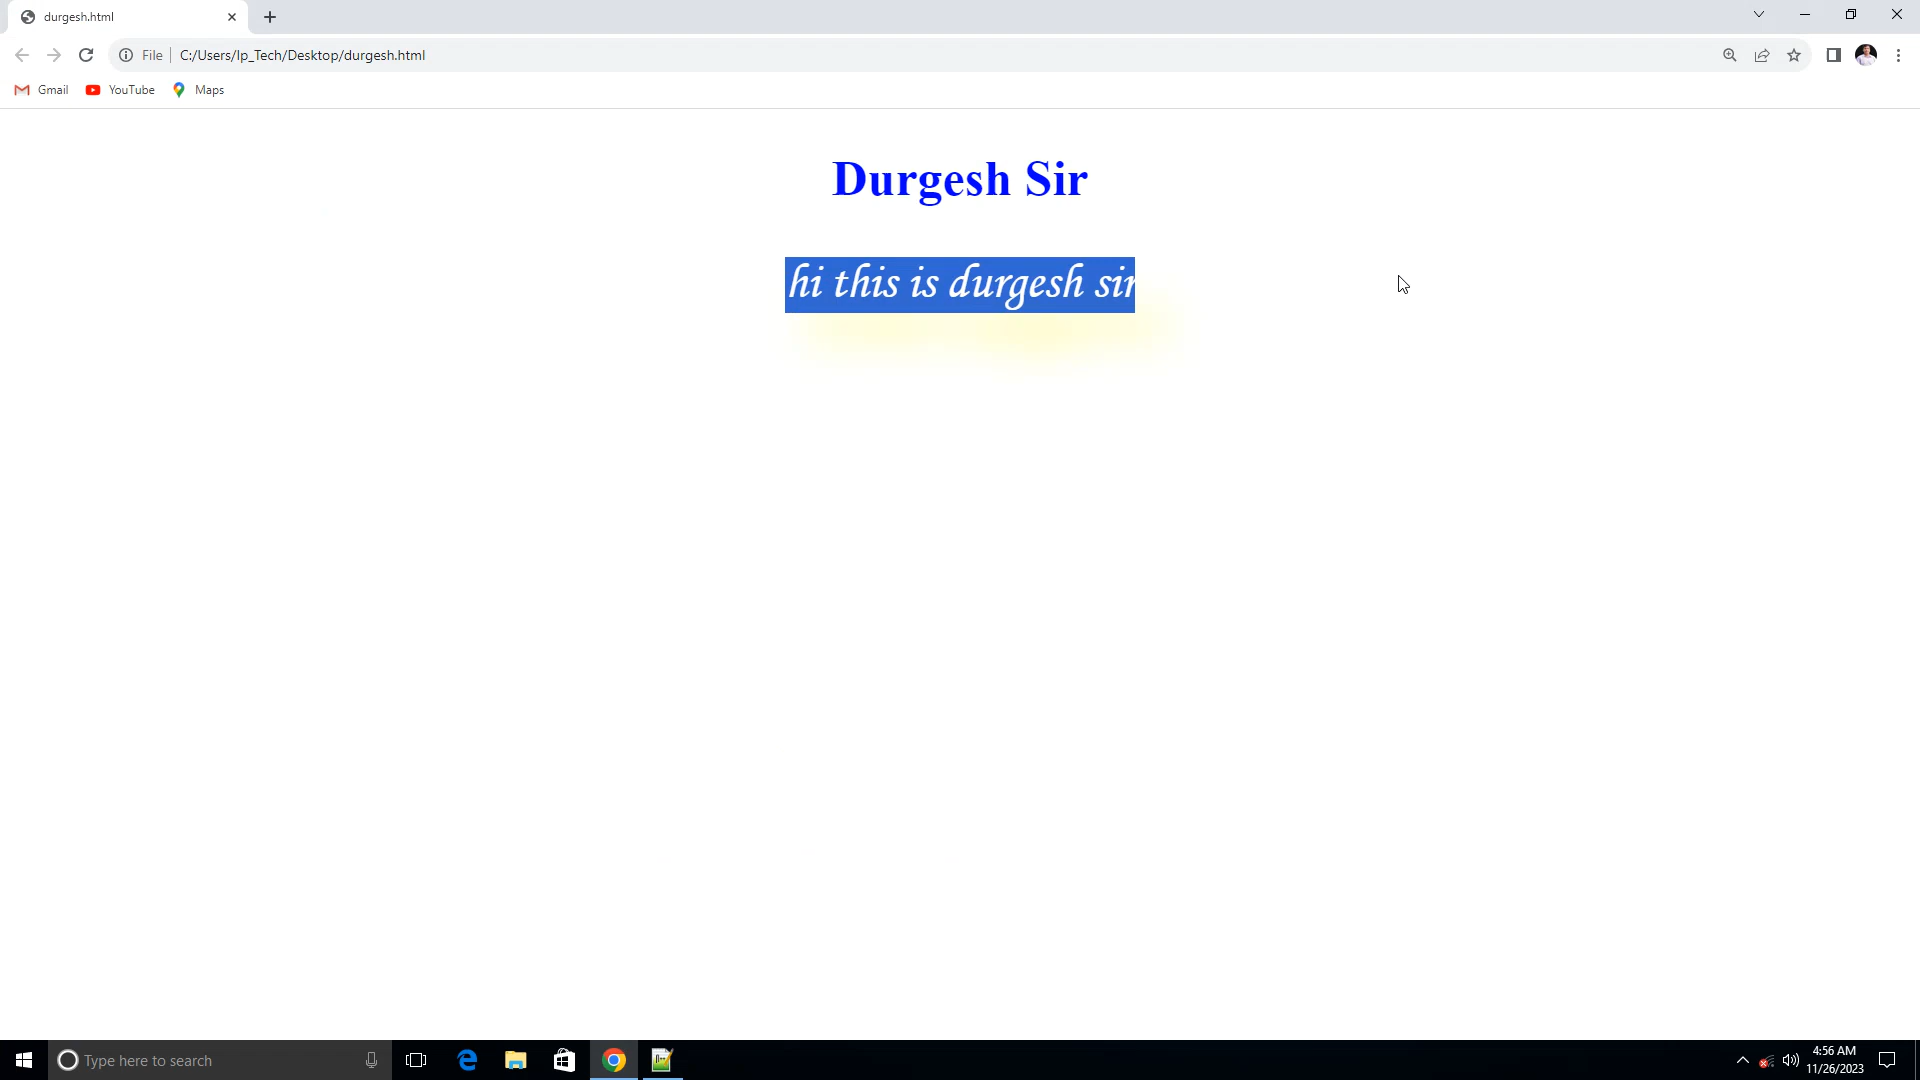 durgesh.html
File
C:/Users/Ip_Tech/Desktop/durgesh.html
Gmail YouTube Maps
Durgesh Sir
hi this is durgesh sir
Type here to search
4:56 AM
11/26/2023